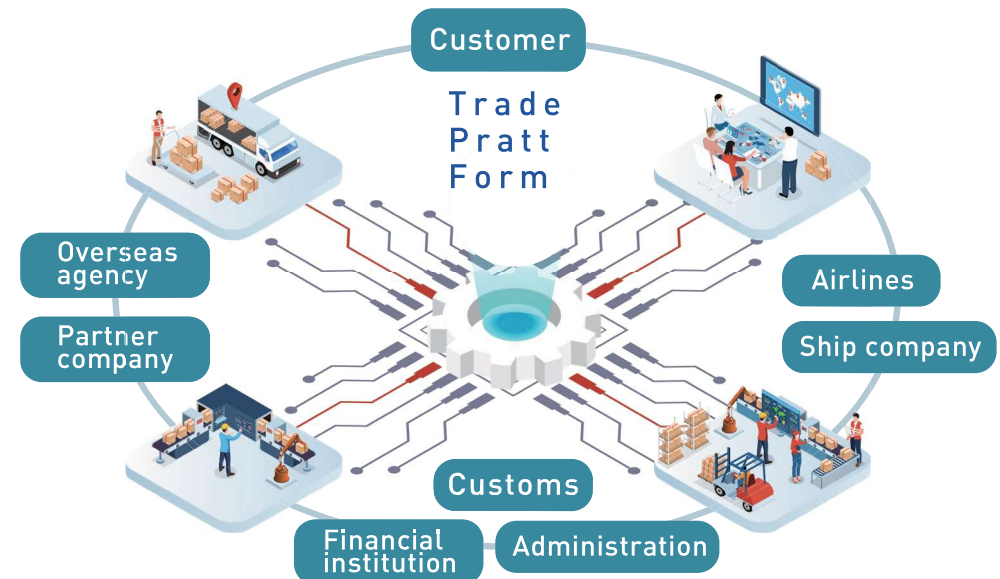 Customer
Trade
Pratt
Form
Overseas
agency
Partner
company
Airlines
Ship company
Customs
Financial
institution
Administration